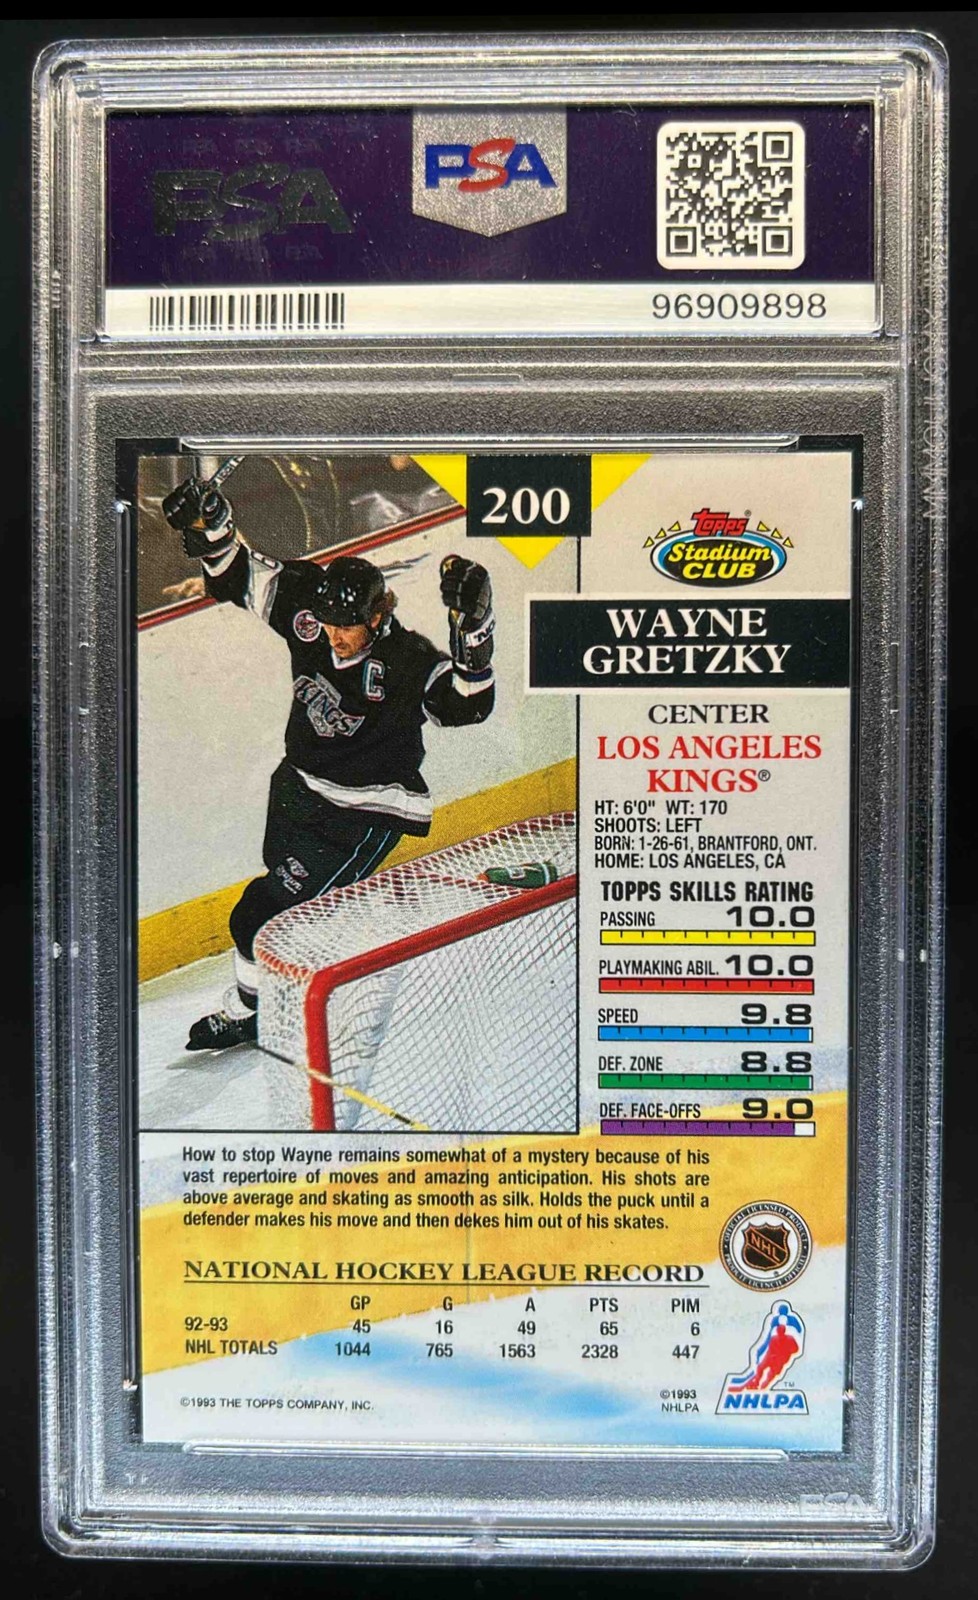 PSA
PSA
96909898
200
Topps®
Stadium
CLUB
WAYNE
GRETZKY
CENTER
LOS ANGELES
KINGS®
HT: 6'0" WT: 170
SHOOTS: LEFT
BORN: 1-26-61, BRANTFORD, ONT.
HOME: LOS ANGELES, CA
TOPPS SKILLS RATING
PASSING 10.0
PLAYMAKING ABIL. 10.0
SPEED 9.8
DEF. ZONE 8.8
DEF. FACE-OFFS 9.0
C
KINGS
How to stop Wayne remains somewhat of a mystery because of his
vast repertoire of moves and amazing anticipation. His shots are
above average and skating as smooth as silk. Holds the puck until a
defender makes his move and then dekes him out of his skates.
NHL
NATIONAL HOCKEY LEAGUE RECORD
GP G A PTS PIM
92-93 45 16 49 65 6
NHL TOTALS 1044 765 1563 2328 447
©1993 THE TOPPS COMPANY, INC.
©1993
NHLPA
NHLPA™
PSA